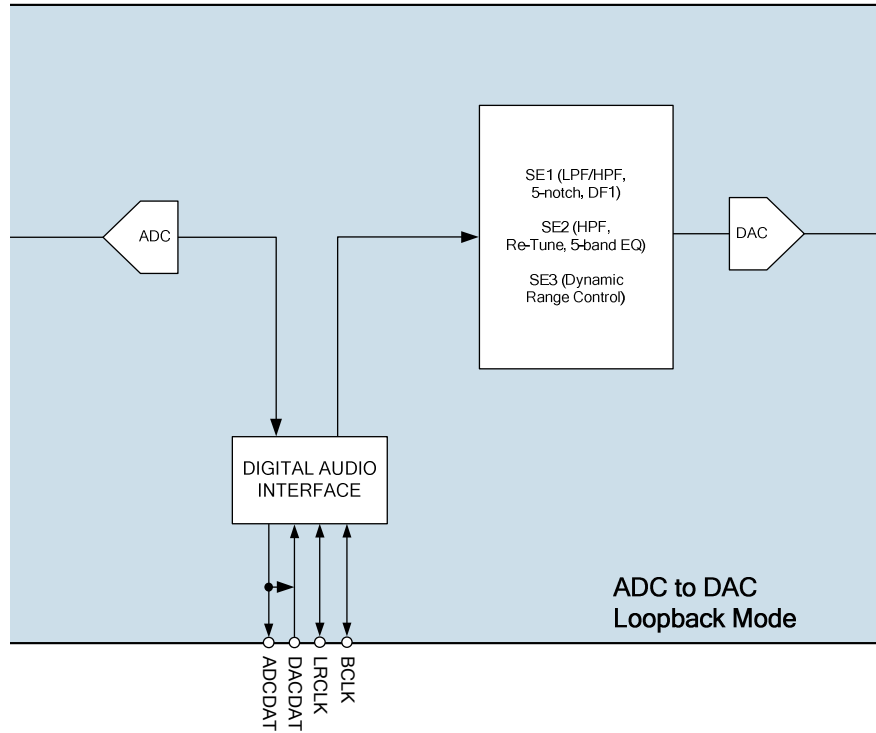 SE1 (LPF/HPF,
5-notch, DF1)
SE2 (HPF,
Re-Tune, 5-band EQ)
SE3 (Dynamic
Range Control)
ADC
DAC
DIGITAL AUDIO
INTERFACE
ADC to DAC
Loopback Mode
ADCDAT
DACDAT
LRCLK
BCLK